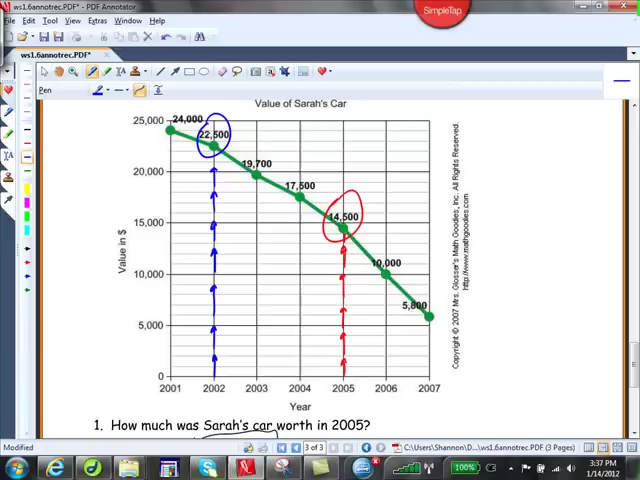 ws1.6annotrec.PDF* - PDF Annotator
SimpleTap
File Edit Tool View Extras Window Help
ws1.6annotrec.PDF*
Pen
Value of Sarah's Car
25,000
20,000
15,000
10,000
5,000
0
Value in $
24,000
22,500
19,700
17,500
14,500
10,000
5,800
2001 2002 2003 2004 2005 2006 2007
Year
Copyright © 2007 Mrs. Glosser's Math Goodies, Inc. All Rights Reserved.
http://www.mathgoodies.com
1. How much was Sarah's car worth in 2005?
Modified
3 of 3
C:\Users\Shannon\D...\ws1.6annotrec.PDF (3 Pages)
100%
3:37 PM
1/14/2012